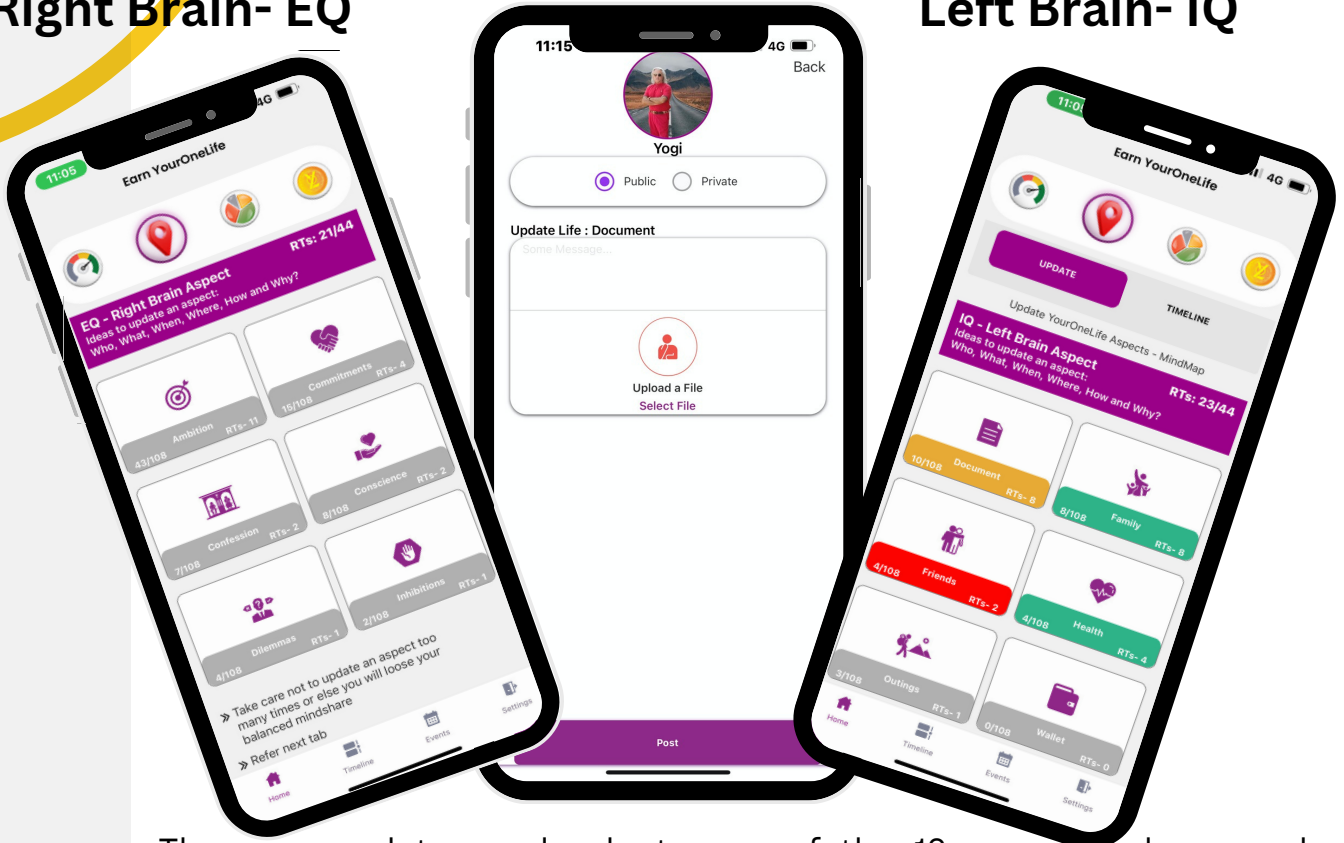 Right Brain- EQ
Left Brain- IQ
11:05
4G
Earn YourOneLife
EQ - Right Brain Aspect
RTs: 21/44
Ideas to update an aspect:
Who, What, When, Where, How and Why?
Ambition
43/108
RTs- 11
Commitments
15/108
RTs- 4
Confession
7/108
RTs- 2
Conscience
8/108
RTs- 2
Dilemmas
4/108
RTs- 1
Inhibitions
2/108
RTs- 1
» Take care not to update an aspect too
many times or else you will loose your
balanced mindshare
» Refer next tab
Home
Timeline
Events
Settings
11:15
4G
Back
Yogi
Public
Private
Update Life : Document
Some Message...
Upload a File
Select File
Post
4G
Earn YourOneLife
UPDATE
TIMELINE
Update YourOneLife Aspects - MindMap
IQ - Left Brain Aspect
RTs: 23/44
Ideas to update an aspect:
Who, What, When, Where, How and Why?
Document
10/108
RTs- 8
Family
8/108
RTs- 8
Friends
4/108
RTs- 2
Health
4/108
RTs- 4
Outings
3/108
RTs- 1
Wallet
0/108
RTs- 0
Home
Timeline
Events
Settings